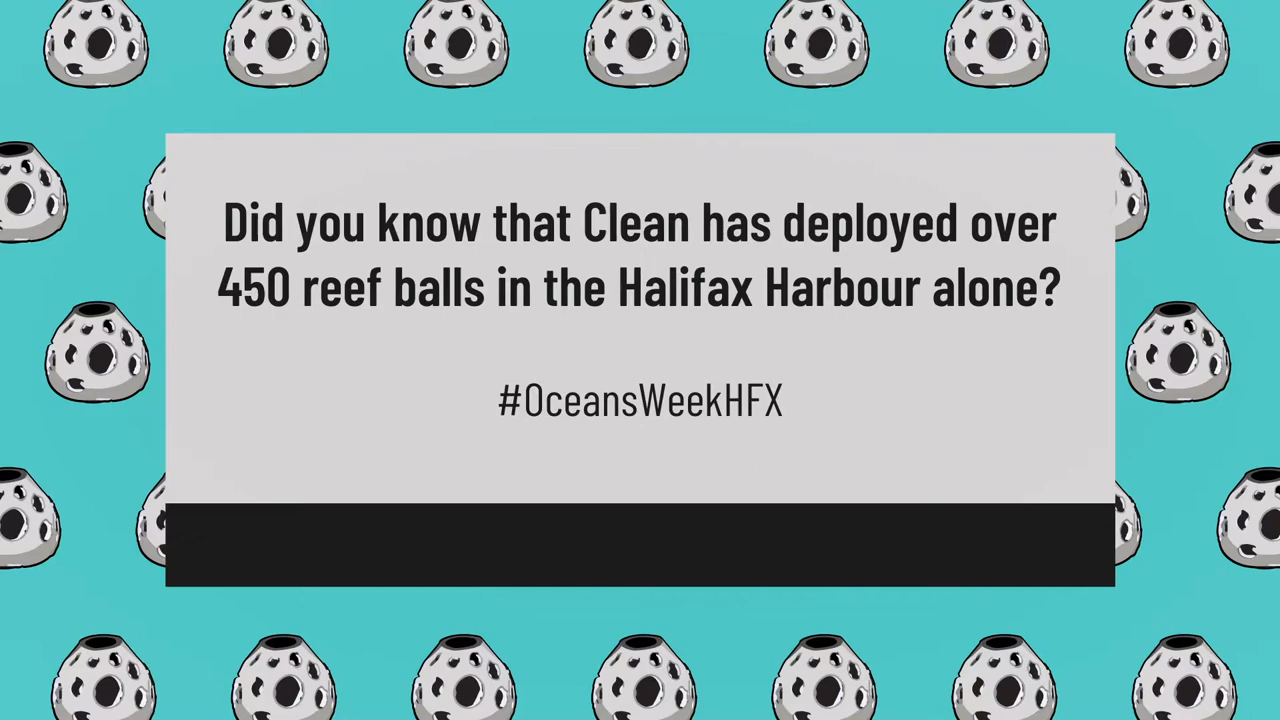 Did you know that Clean has deployed over
450 reef balls in the Halifax Harbour alone?
#OceansWeekHFX